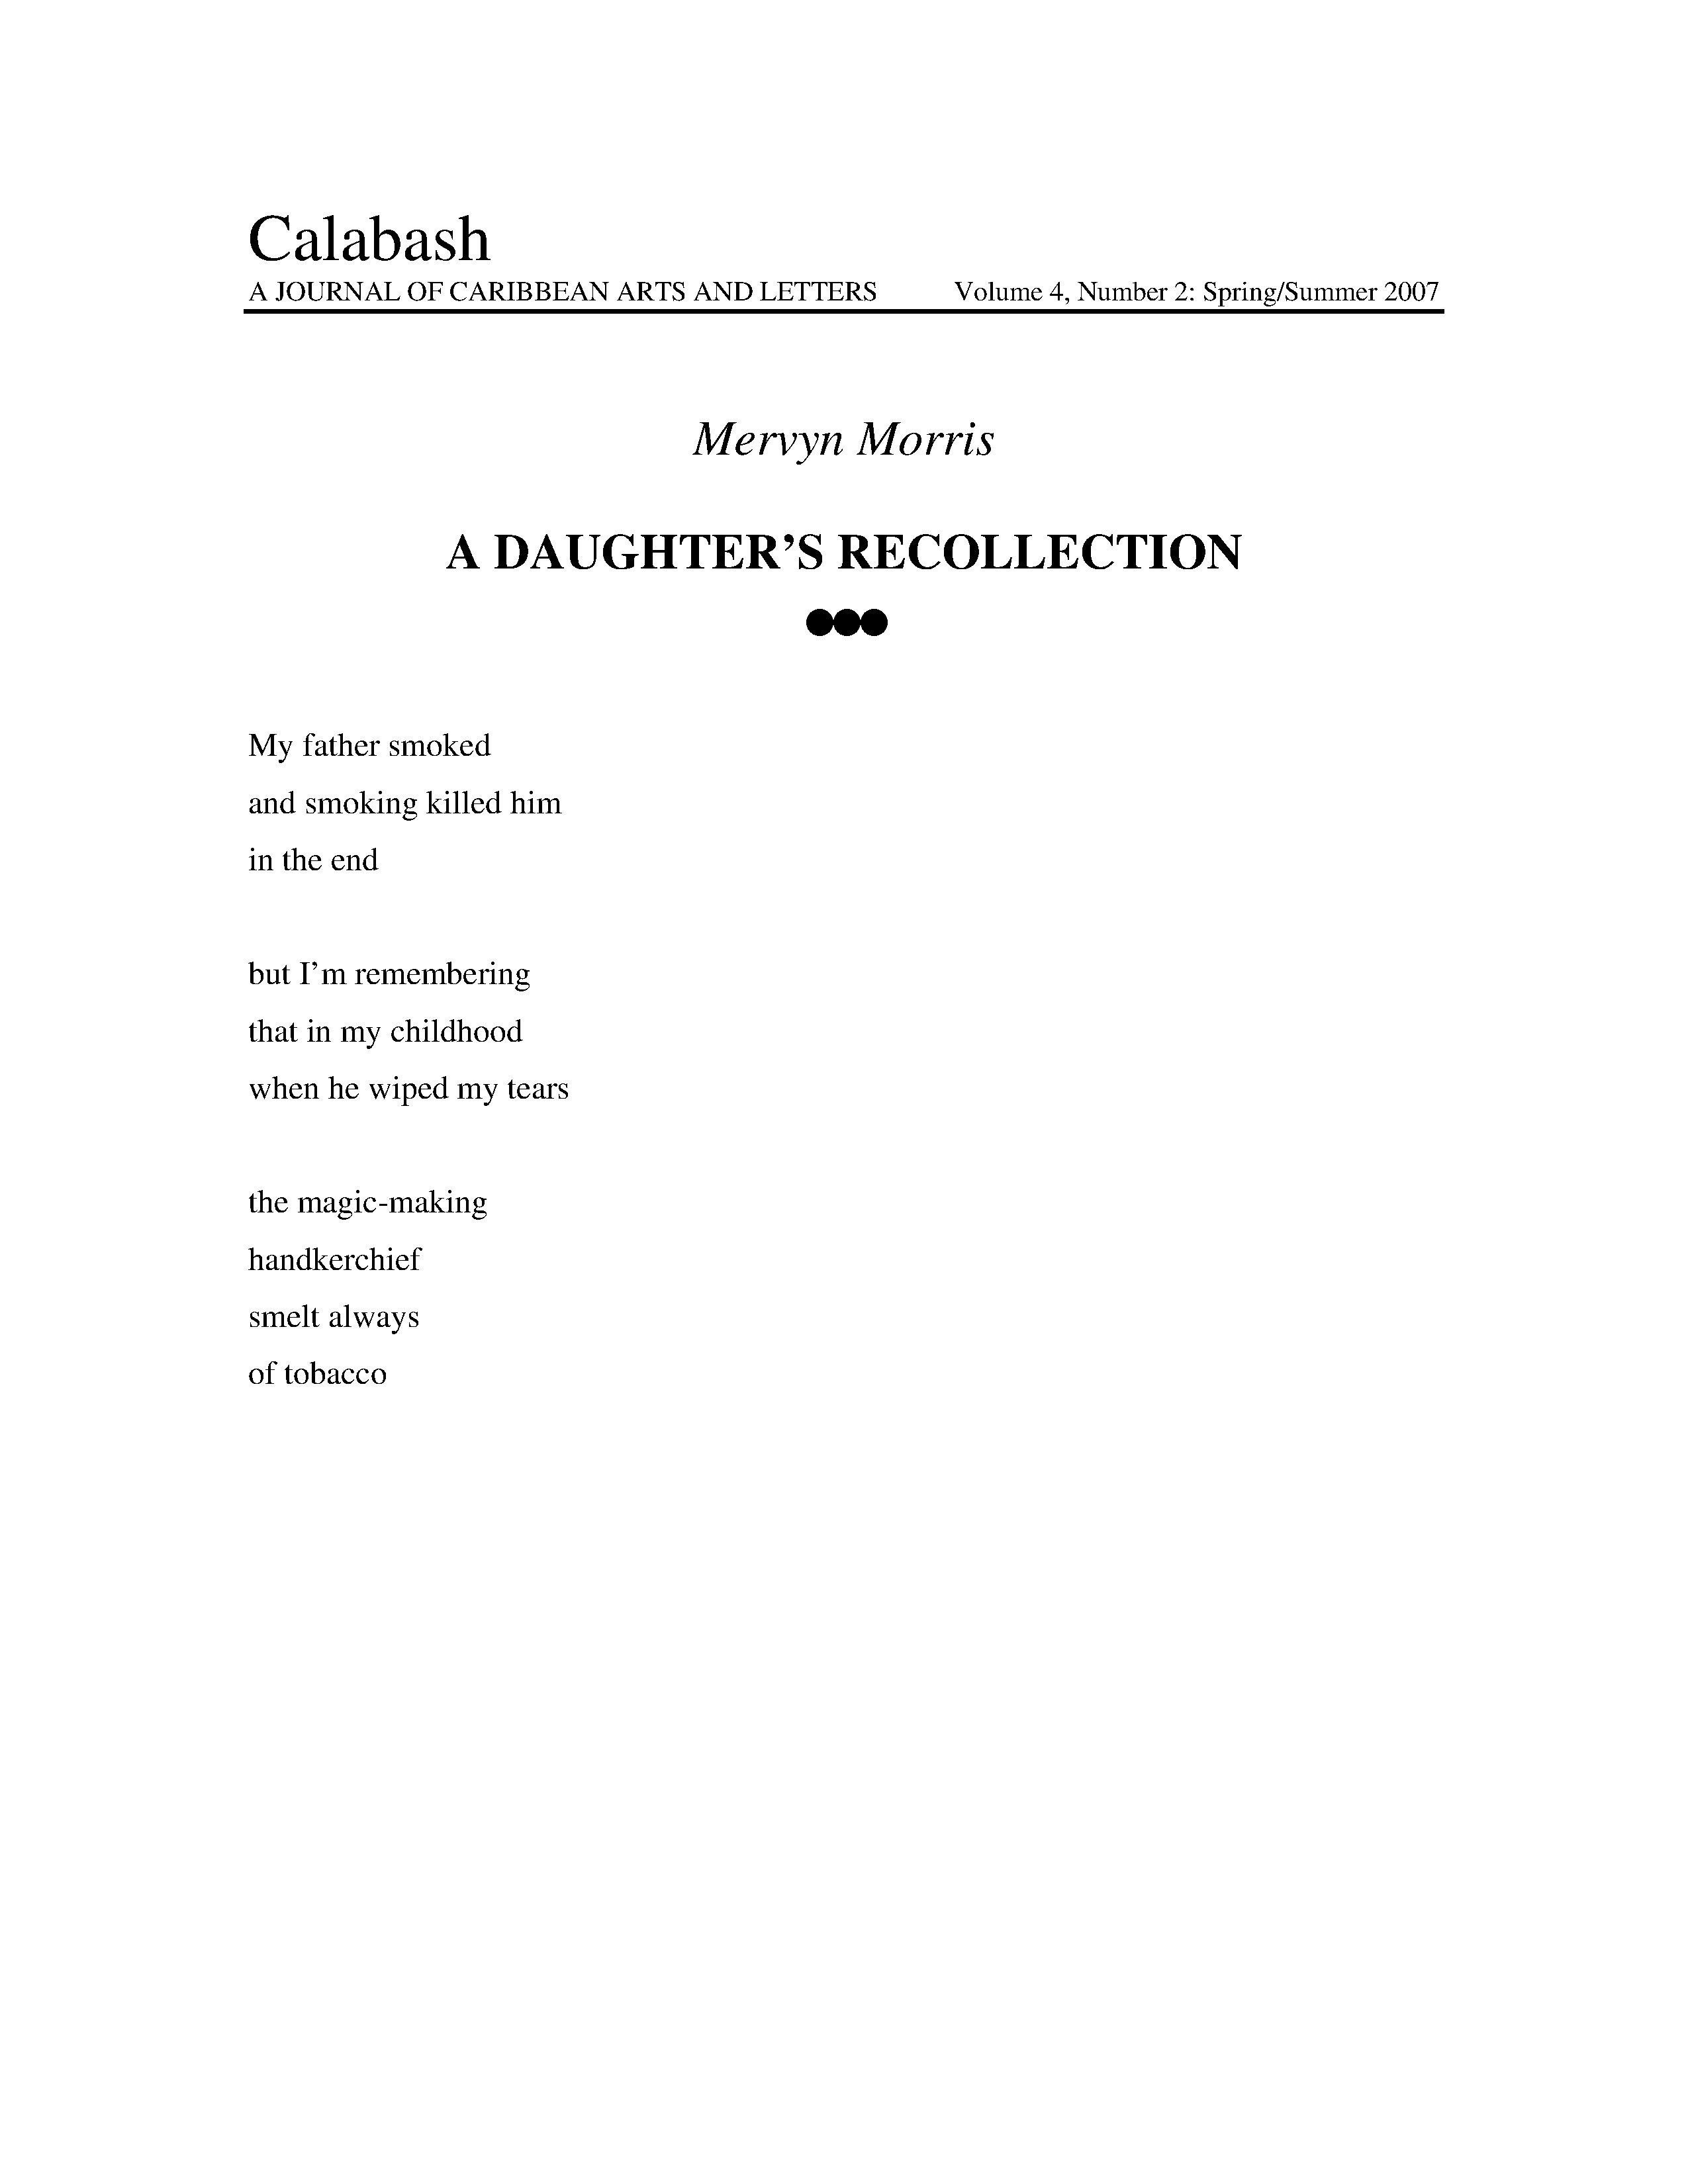 Calabash
A JOURNAL OF CARIBBEAN ARTS AND LETTERS Volume 4, Number 2: Spring/Summer 2007
Mervyn Morris
A DAUGHTER’S RECOLLECTION
My father smoked
and smoking killed him
in the end
but I’m remembering
that in my childhood
when he wiped my tears
the magic-making
handkerchief
smelt always
of tobacco